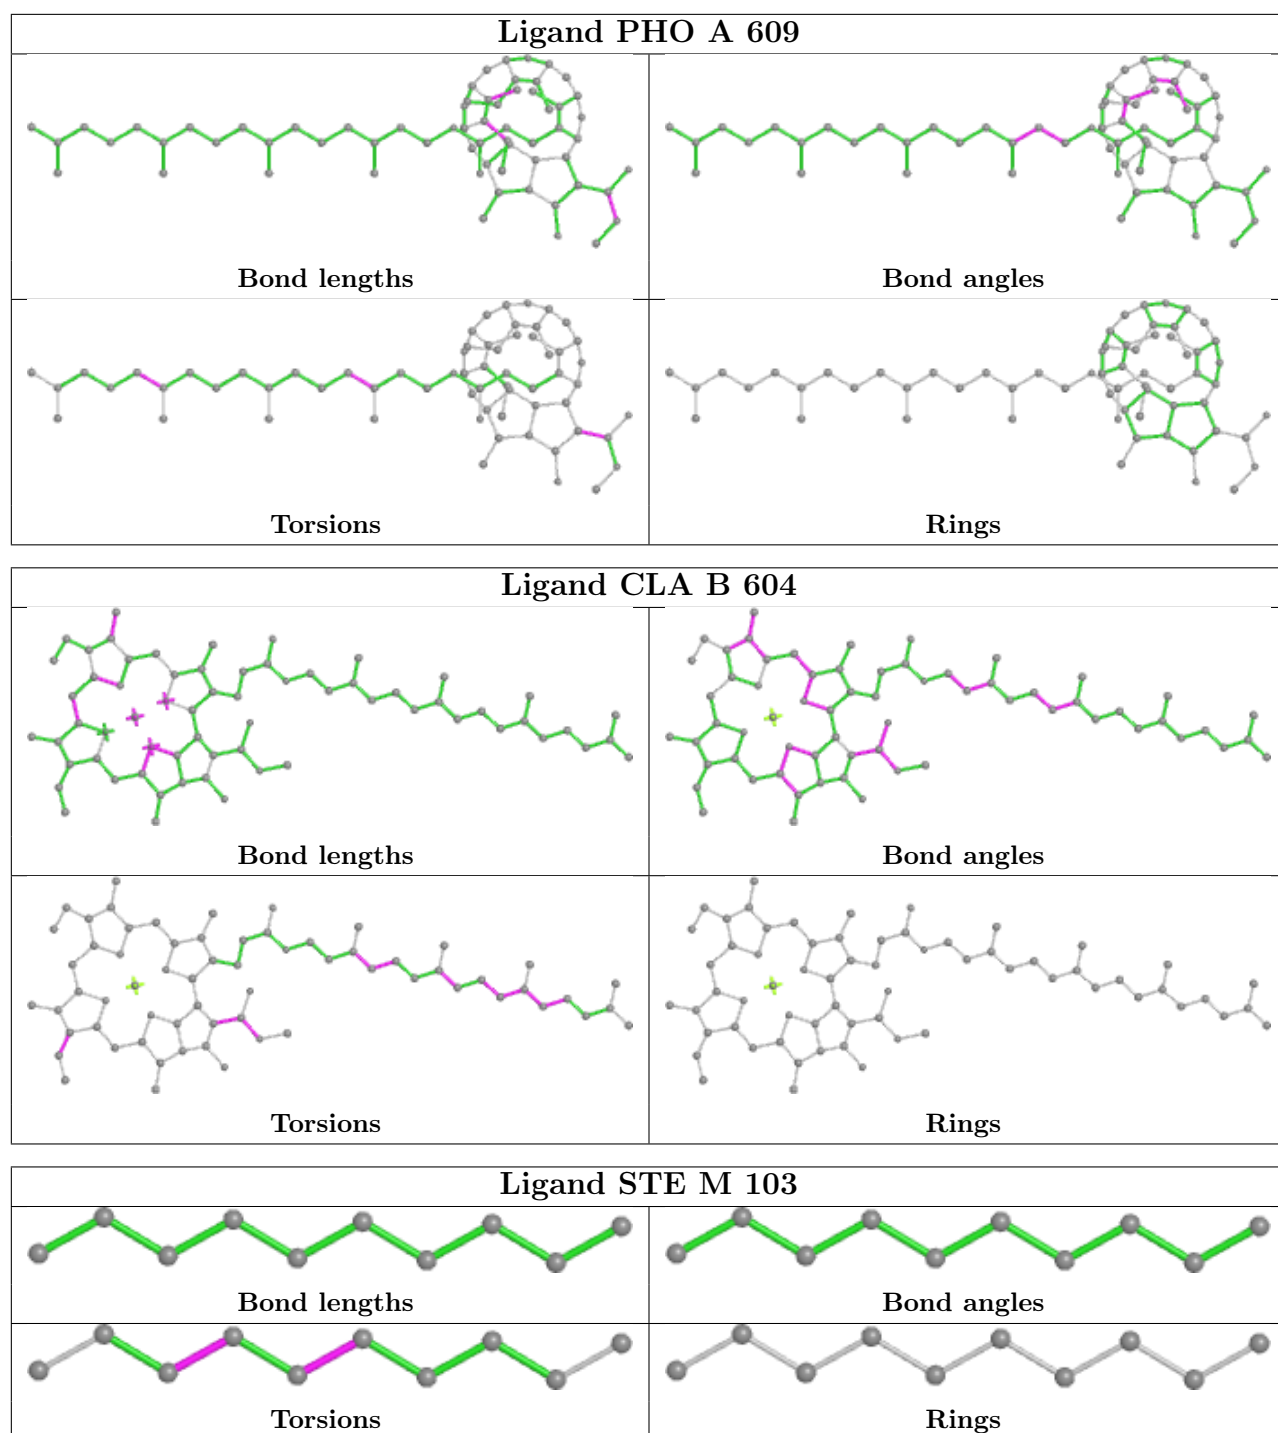 Ligand PHO A 609
Bond lengths
Bond angles
Torsions
Rings
Ligand CLA B 604
Bond lengths
Bond angles
Torsions
Rings
Ligand STE M 103
Bond lengths
Bond angles
Torsions
Rings